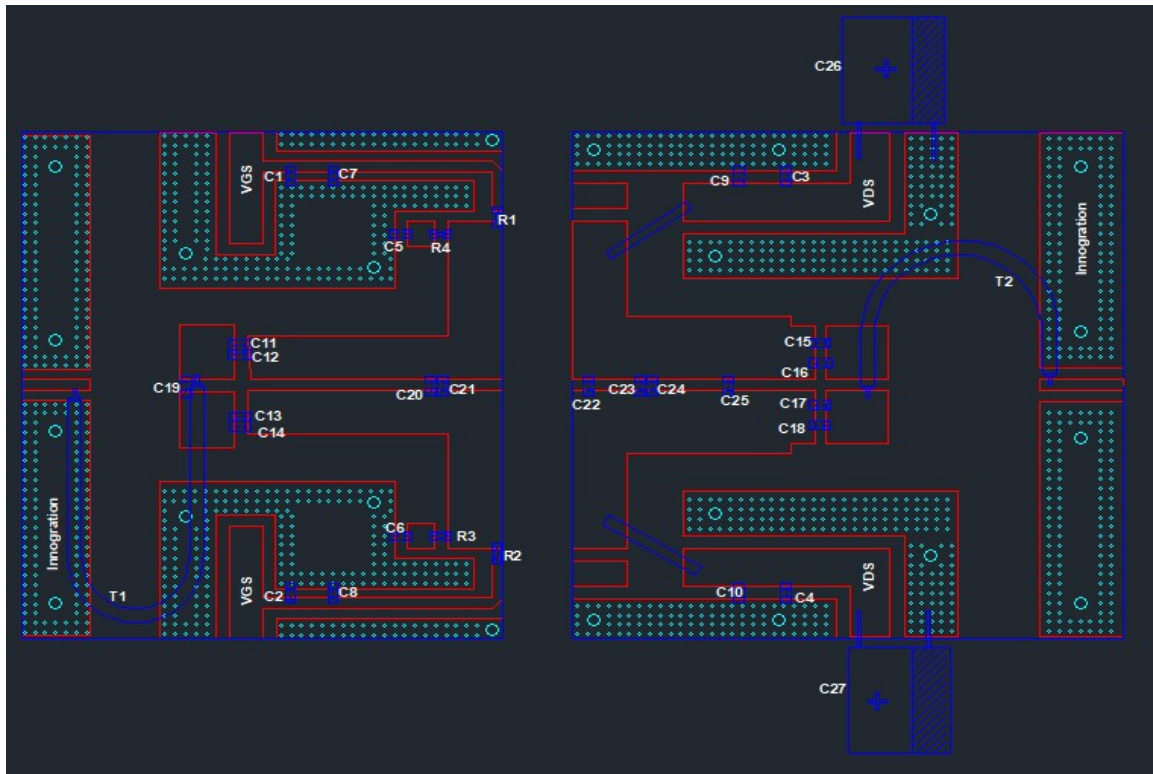 C26
VGS
C1
C7
C9
C3
VDS
Innogration
R1
C5
R4
T2
C11
C12
C15
C16
C19
C20
C21
C22
C23
C24
C25
C13
C14
C17
C18
Innogration
C6
R3
R2
T1
C2
VGS
C8
C10
C4
VDS
C27